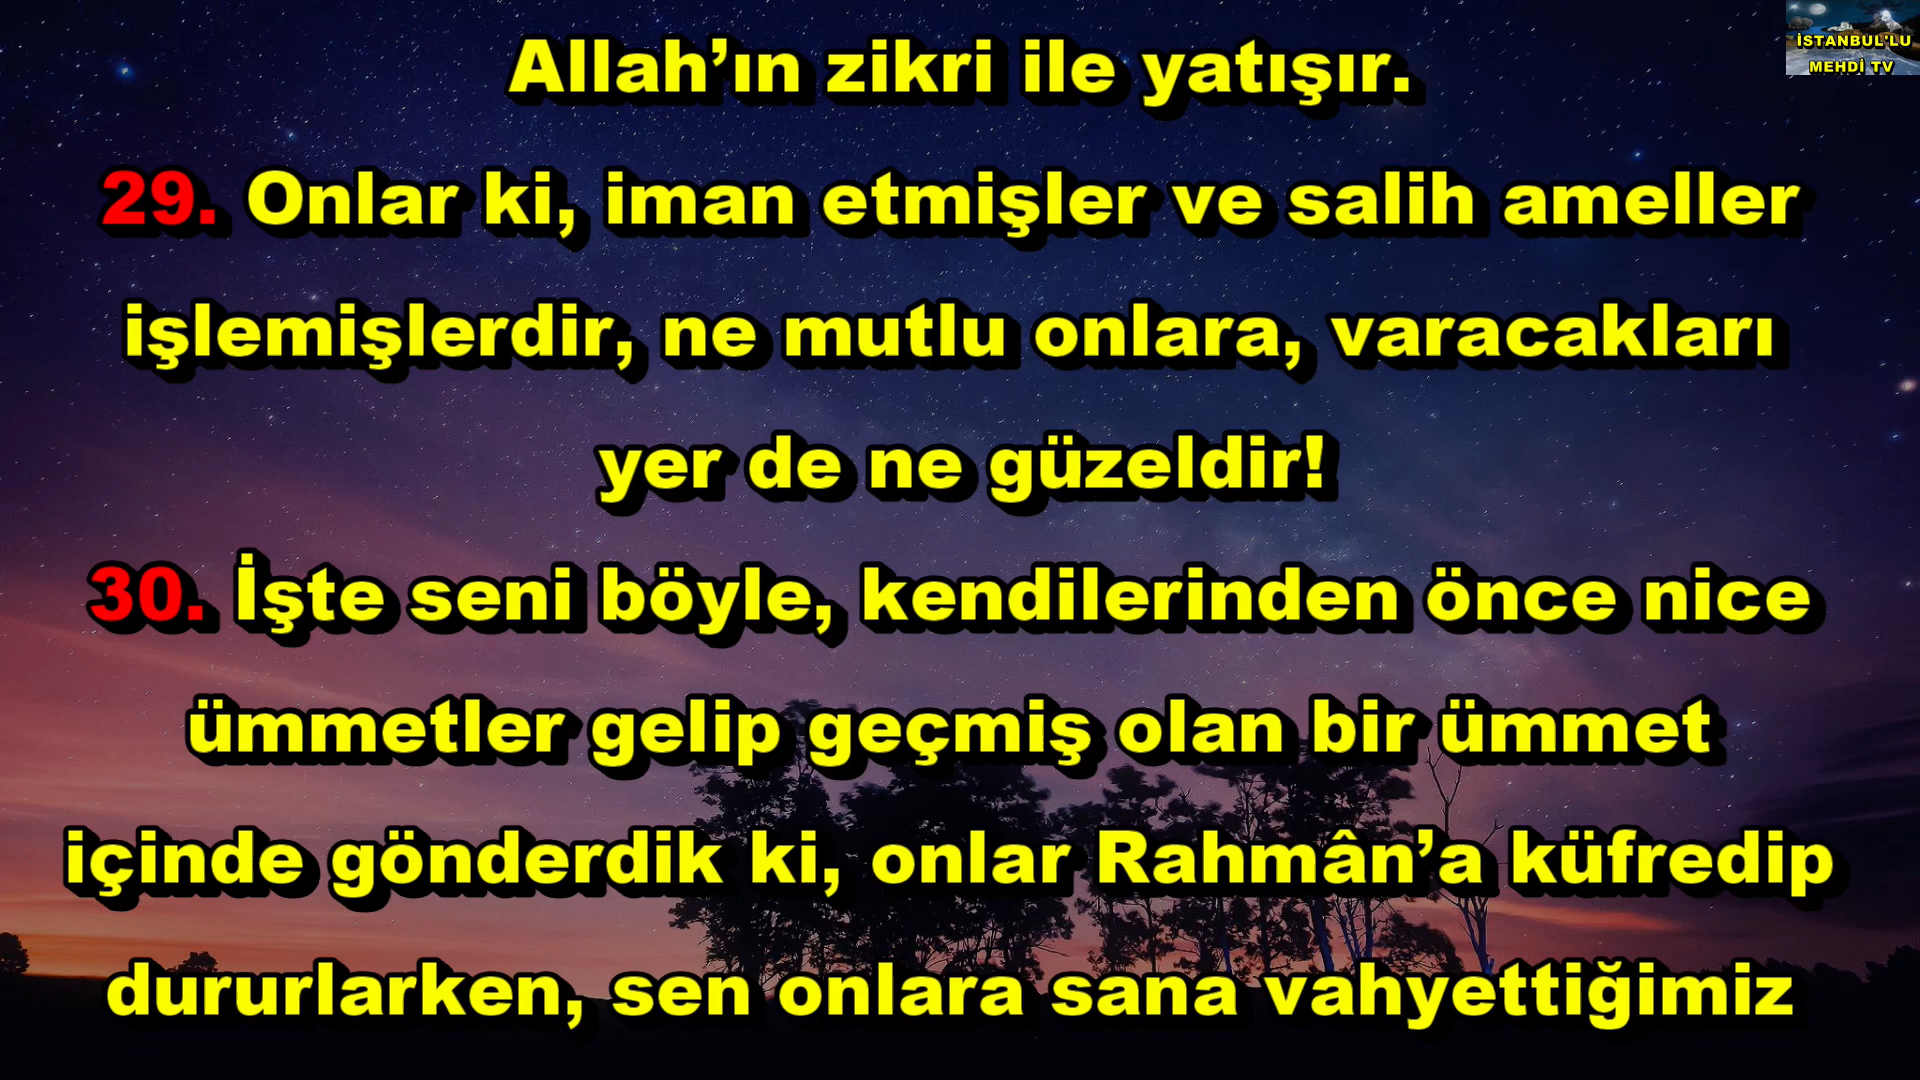 İSTANBUL'LU
MEHDİ TV
Allah’ın zikri ile yatışır.
29. Onlar ki, iman etmişler ve salih ameller
işlemişlerdir, ne mutlu onlara, varacakları
yer de ne güzeldir!
30. İşte seni böyle, kendilerinden önce nice
ümmetler gelip geçmiş olan bir ümmet
içinde gönderdik ki, onlar Rahmân’a küfredip
dururlarken, sen onlara sana vahyettiğimiz